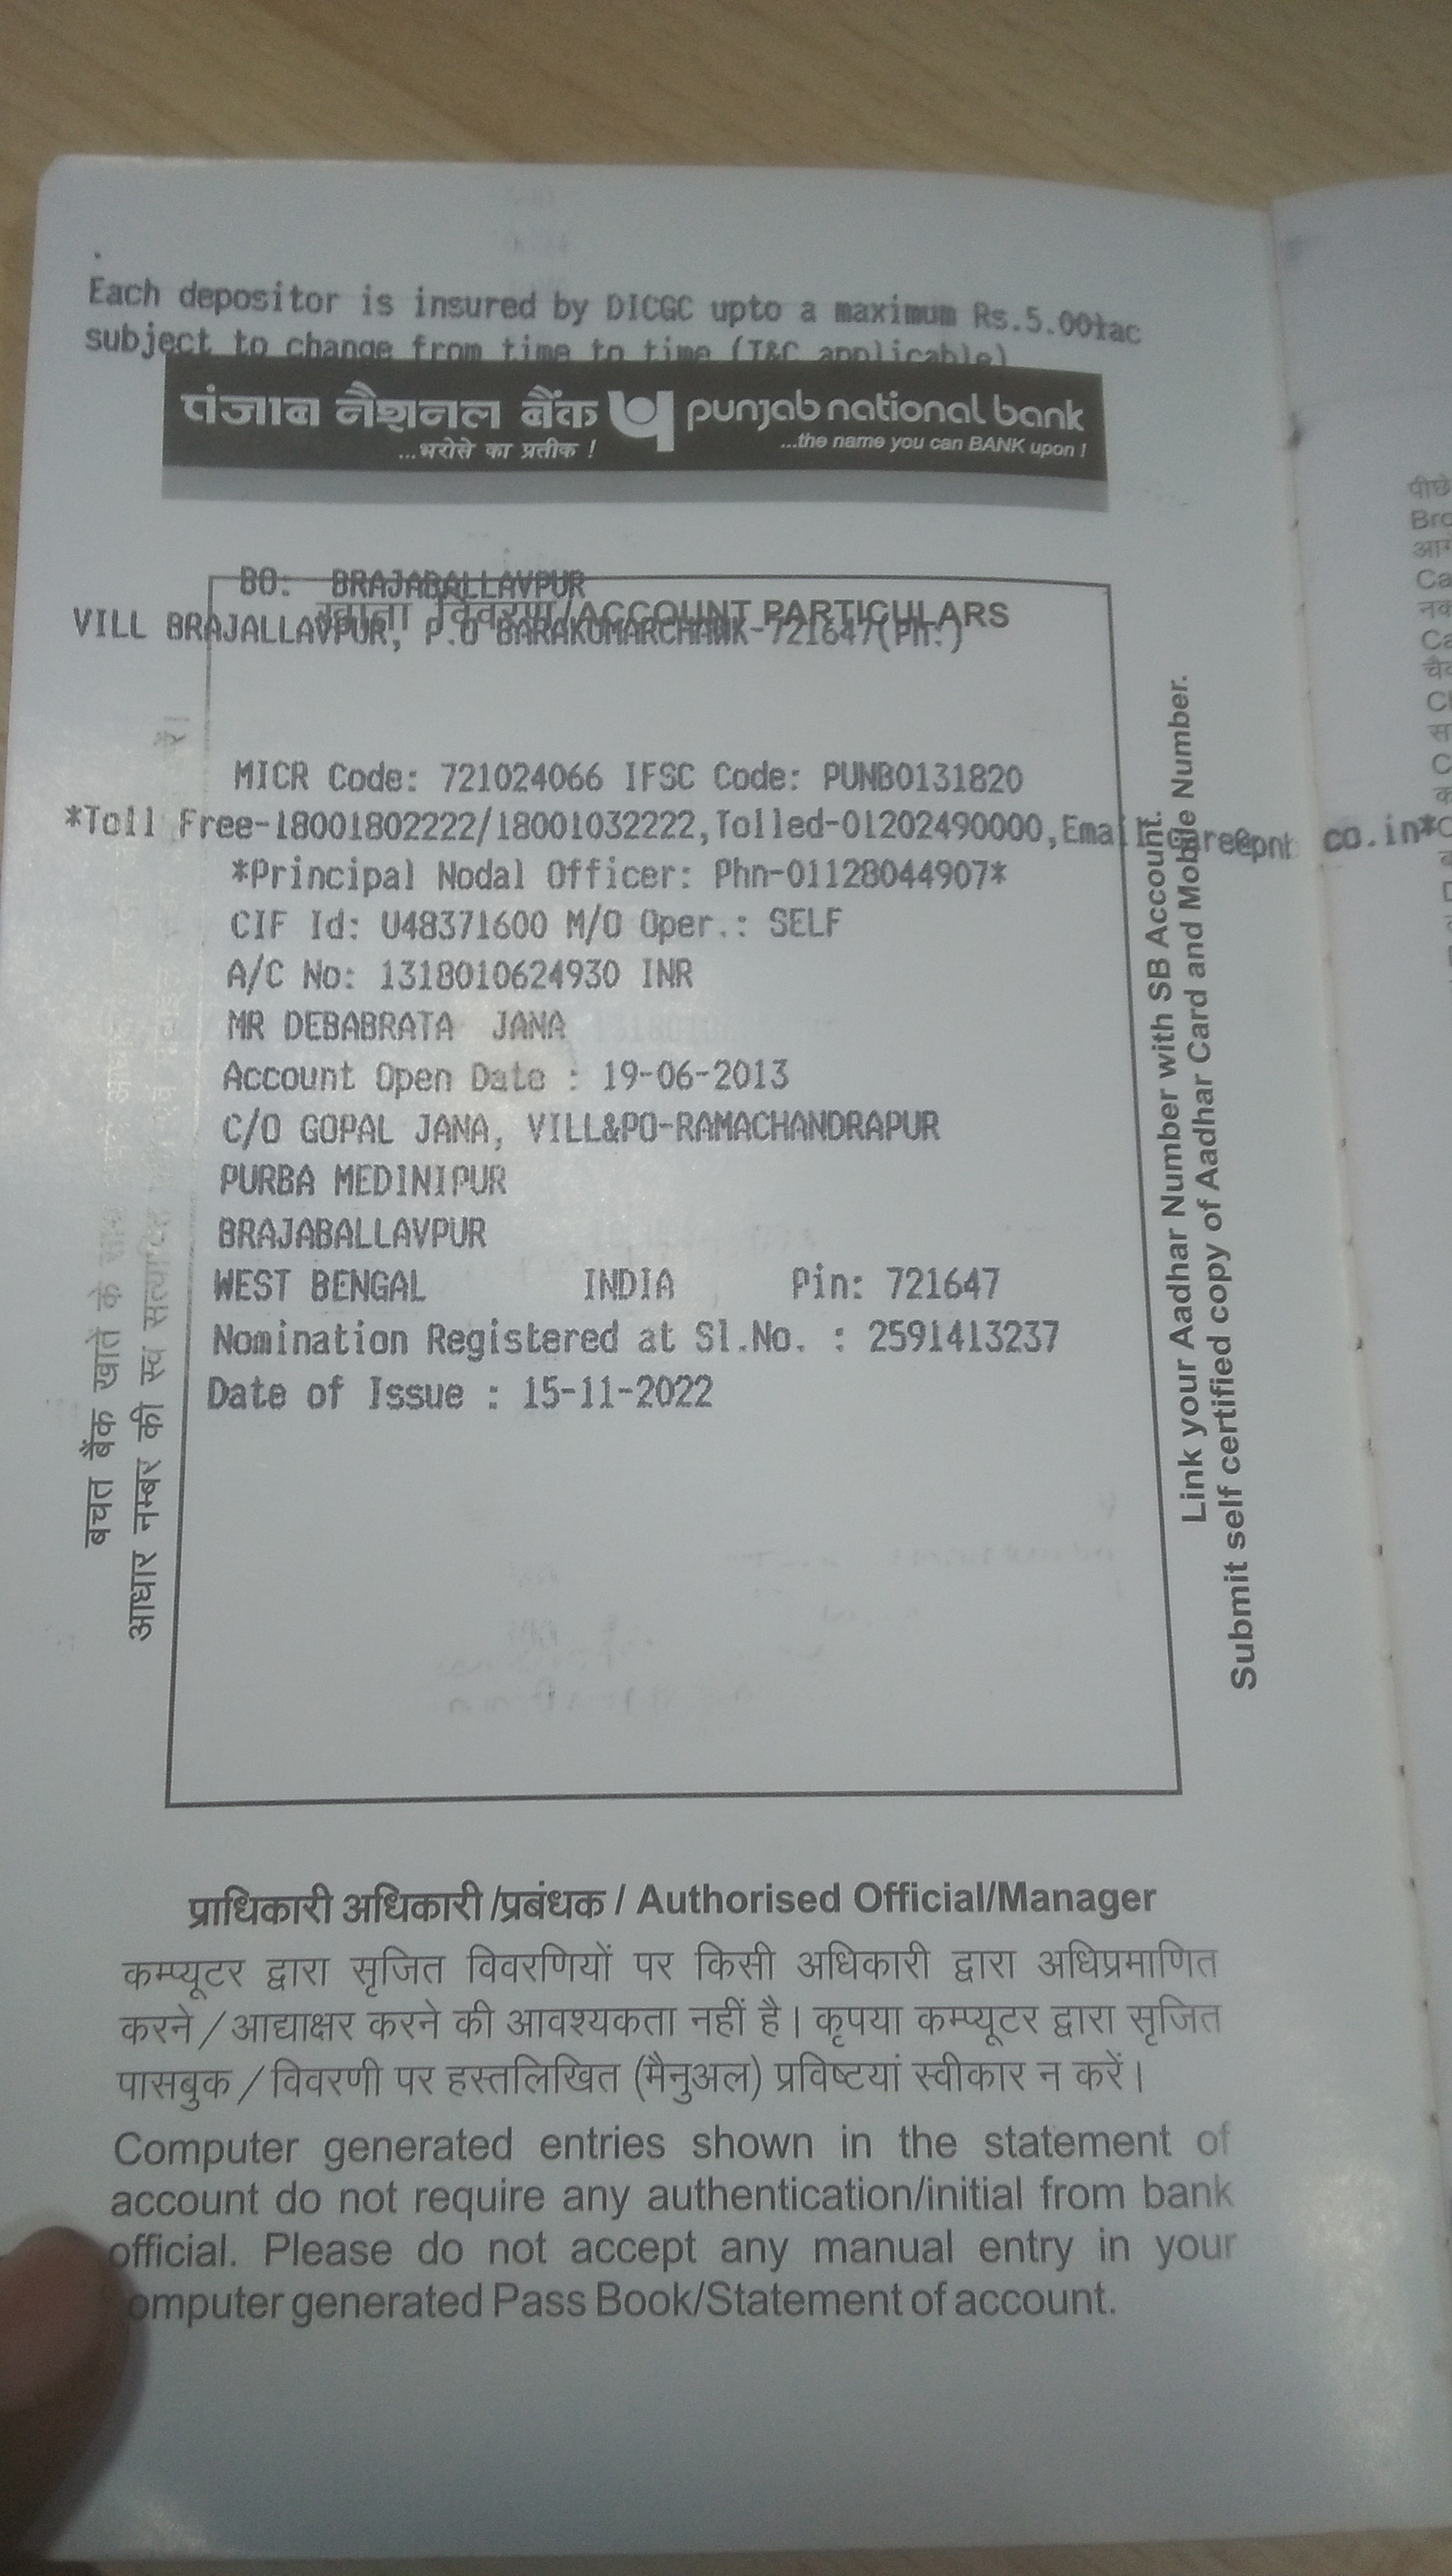 Each depositor is insured by DICGC upto a maximum Rs.5.00lac
subject to change from time to time (T&C applicable)
पंजाब नैशनल बैंक punjab national bank
...भरोसे का प्रतीक ! ...the name you can BANK upon !
BO: BRAJABALLAVPUR
खाता विवरण/ACCOUNT PARTICULARS
VILL BRAJALLAVPUR, P.O BARAKUMARCHAWK-721647(Ph:)
MICR Code: 721024066 IFSC Code: PUNB0131820
*Toll Free-18001802222/18001032222,Tolled-01202490000,Email-care@pnb.co.in*
*Principal Nodal Officer: Phn-01128044907*
CIF Id: U48371600 M/O Oper.: SELF
A/C No: 1318010624930 INR
MR DEBABRATA JANA
Account Open Date : 19-06-2013
C/O GOPAL JANA, VILL&PO-RAMACHANDRAPUR
PURBA MEDINIPUR
BRAJABALLAVPUR
WEST BENGAL INDIA Pin: 721647
Nomination Registered at Sl.No. : 2591413237
Date of Issue : 15-11-2022
बचत बैंक खाते के साथ
आधार नम्बर की स्व
Link your Aadhar Number with SB Account.
Submit self certified copy of Aadhar Card and Mobile Number.
प्राधिकारी अधिकारी/प्रबंधक / Authorised Official/Manager
कम्प्यूटर द्वारा सृजित विवरणियों पर किसी अधिकारी द्वारा अधिप्रमाणित
करने/आद्याक्षर करने की आवश्यकता नहीं है। कृपया कम्प्यूटर द्वारा सृजित
पासबुक/विवरणी पर हस्तलिखित (मैनुअल) प्रविष्टयां स्वीकार न करें।
Computer generated entries shown in the statement of
account do not require any authentication/initial from bank
official. Please do not accept any manual entry in your
computer generated Pass Book/Statement of account.